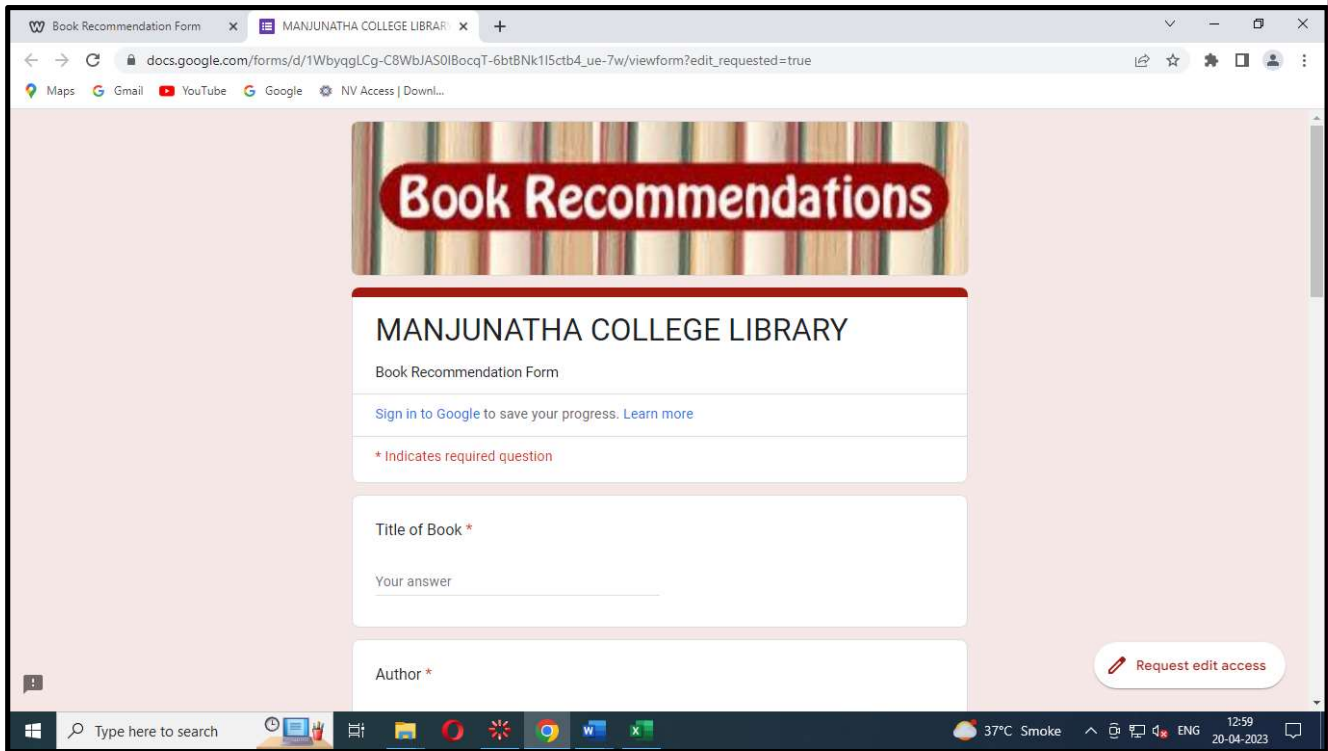 Book Recommendation Form
MANJUNATHA COLLEGE LIBRAR
docs.google.com/forms/d/1WbyqgLCg-C8WbJAS0IBocqT-6btBNk1I5ctb4_ue-7w/viewform?edit_requested=true
Maps Gmail YouTube Google NV Access | Downl...
Book Recommendations
MANJUNATHA COLLEGE LIBRARY
Book Recommendation Form
Sign in to Google to save your progress. Learn more
* Indicates required question
Title of Book *
Your answer
Author *
Request edit access
Type here to search
37°C Smoke
ENG
12:59
20-04-2023